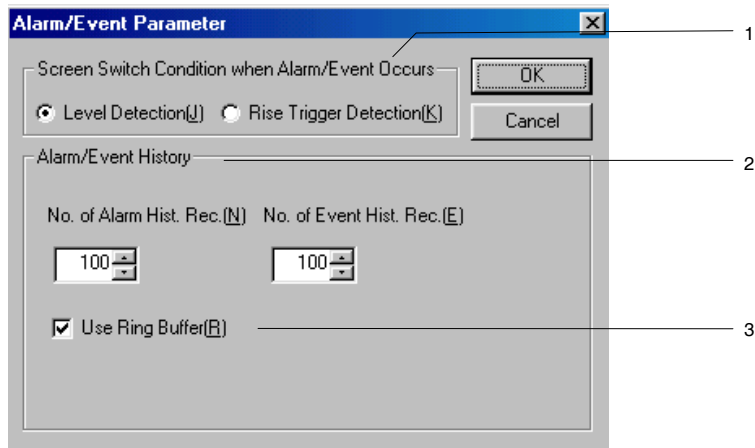 Alarm/Event Parameter
1
Screen Switch Condition when Alarm/Event Occurs
OK
Level Detection(J) Rise Trigger Detection(K)
Cancel
Alarm/Event History
2
No. of Alarm Hist. Rec.(N) No. of Event Hist. Rec.(E)
100 100
Use Ring Buffer(R)
3